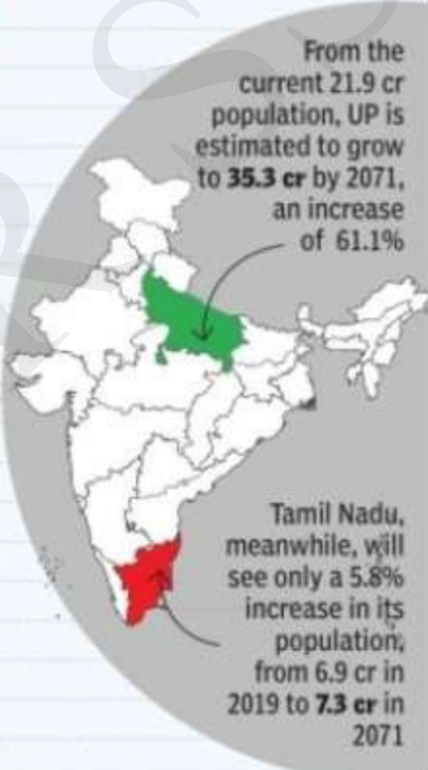 From the
current 21.9 cr
population, UP is
estimated to grow
to 35.3 cr by 2071,
an increase
of 61.1%
Tamil Nadu,
meanwhile, will
see only a 5.8%
increase in its
population,
from 6.9 cr in
2019 to 7.3 cr in
2071